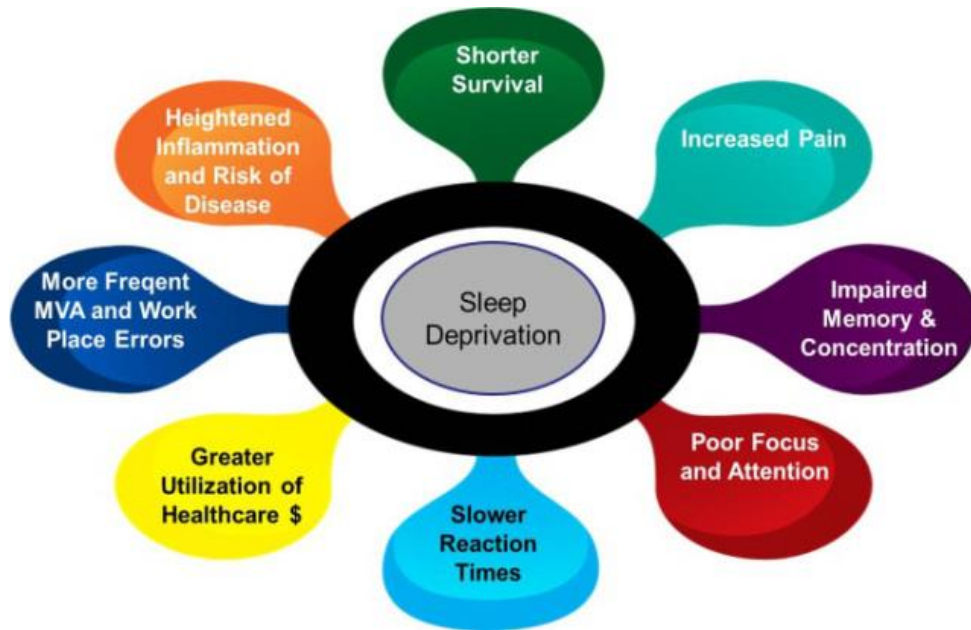 Shorter
Survival
Increased Pain
Impaired
Memory &
Concentration
Poor Focus
and Attention
Slower
Reaction
Times
Greater
Utilization of
Healthcare $
More Freqent
MVA and Work
Place Errors
Heightened
Inflammation
and Risk of
Disease
Sleep
Deprivation